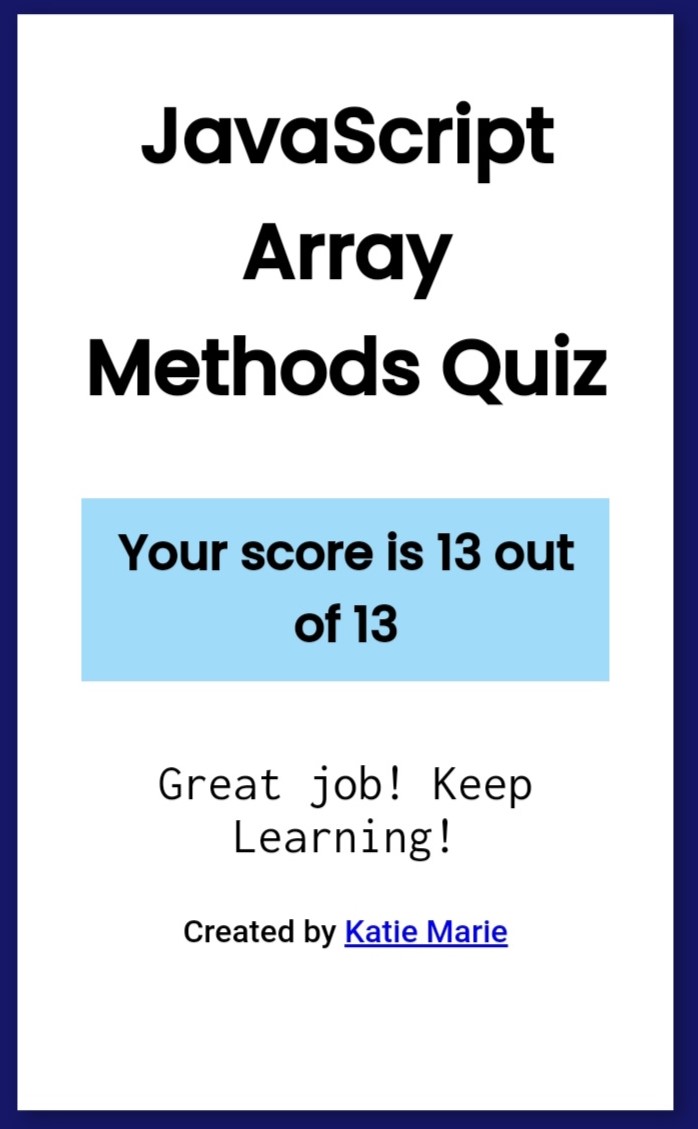 JavaScript
Array
Methods Quiz
Your score is 13 out
of 13
Great job! Keep
Learning!
Created by Katie Marie